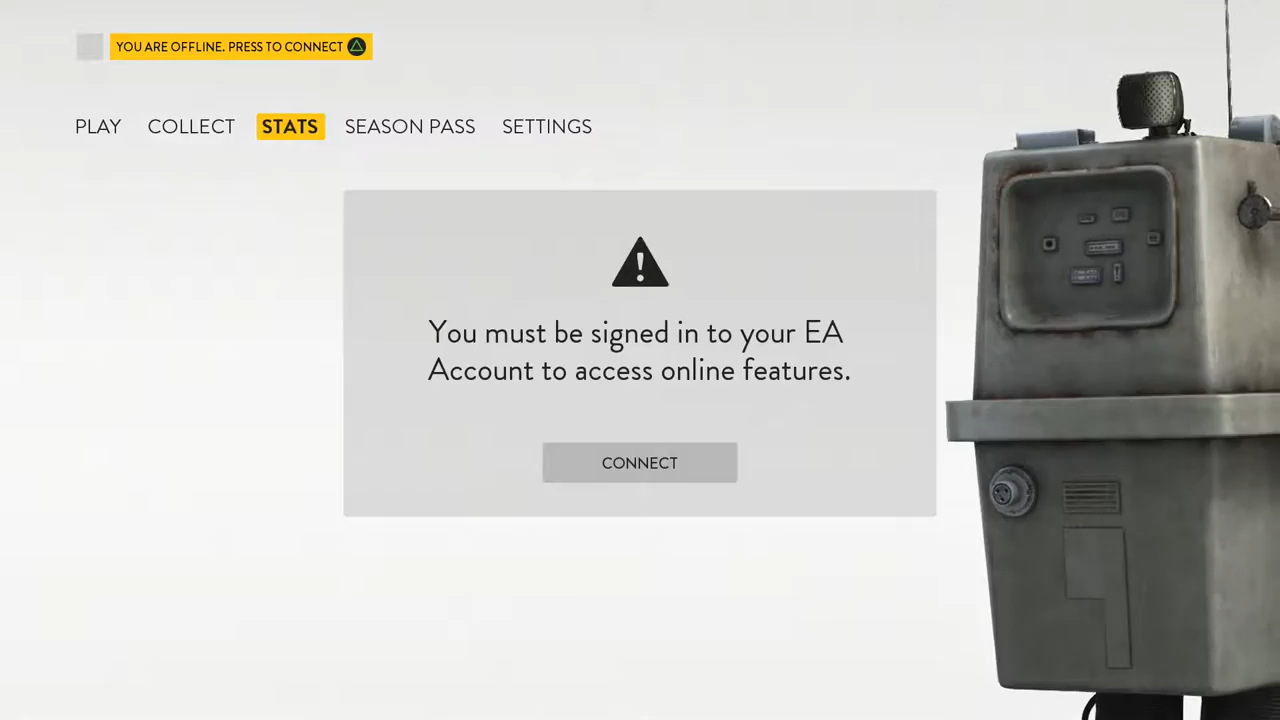 YOU ARE OFFLINE. PRESS TO CONNECT
PLAY COLLECT STATS SEASON PASS SETTINGS
You must be signed in to your EA
Account to access online features.
CONNECT